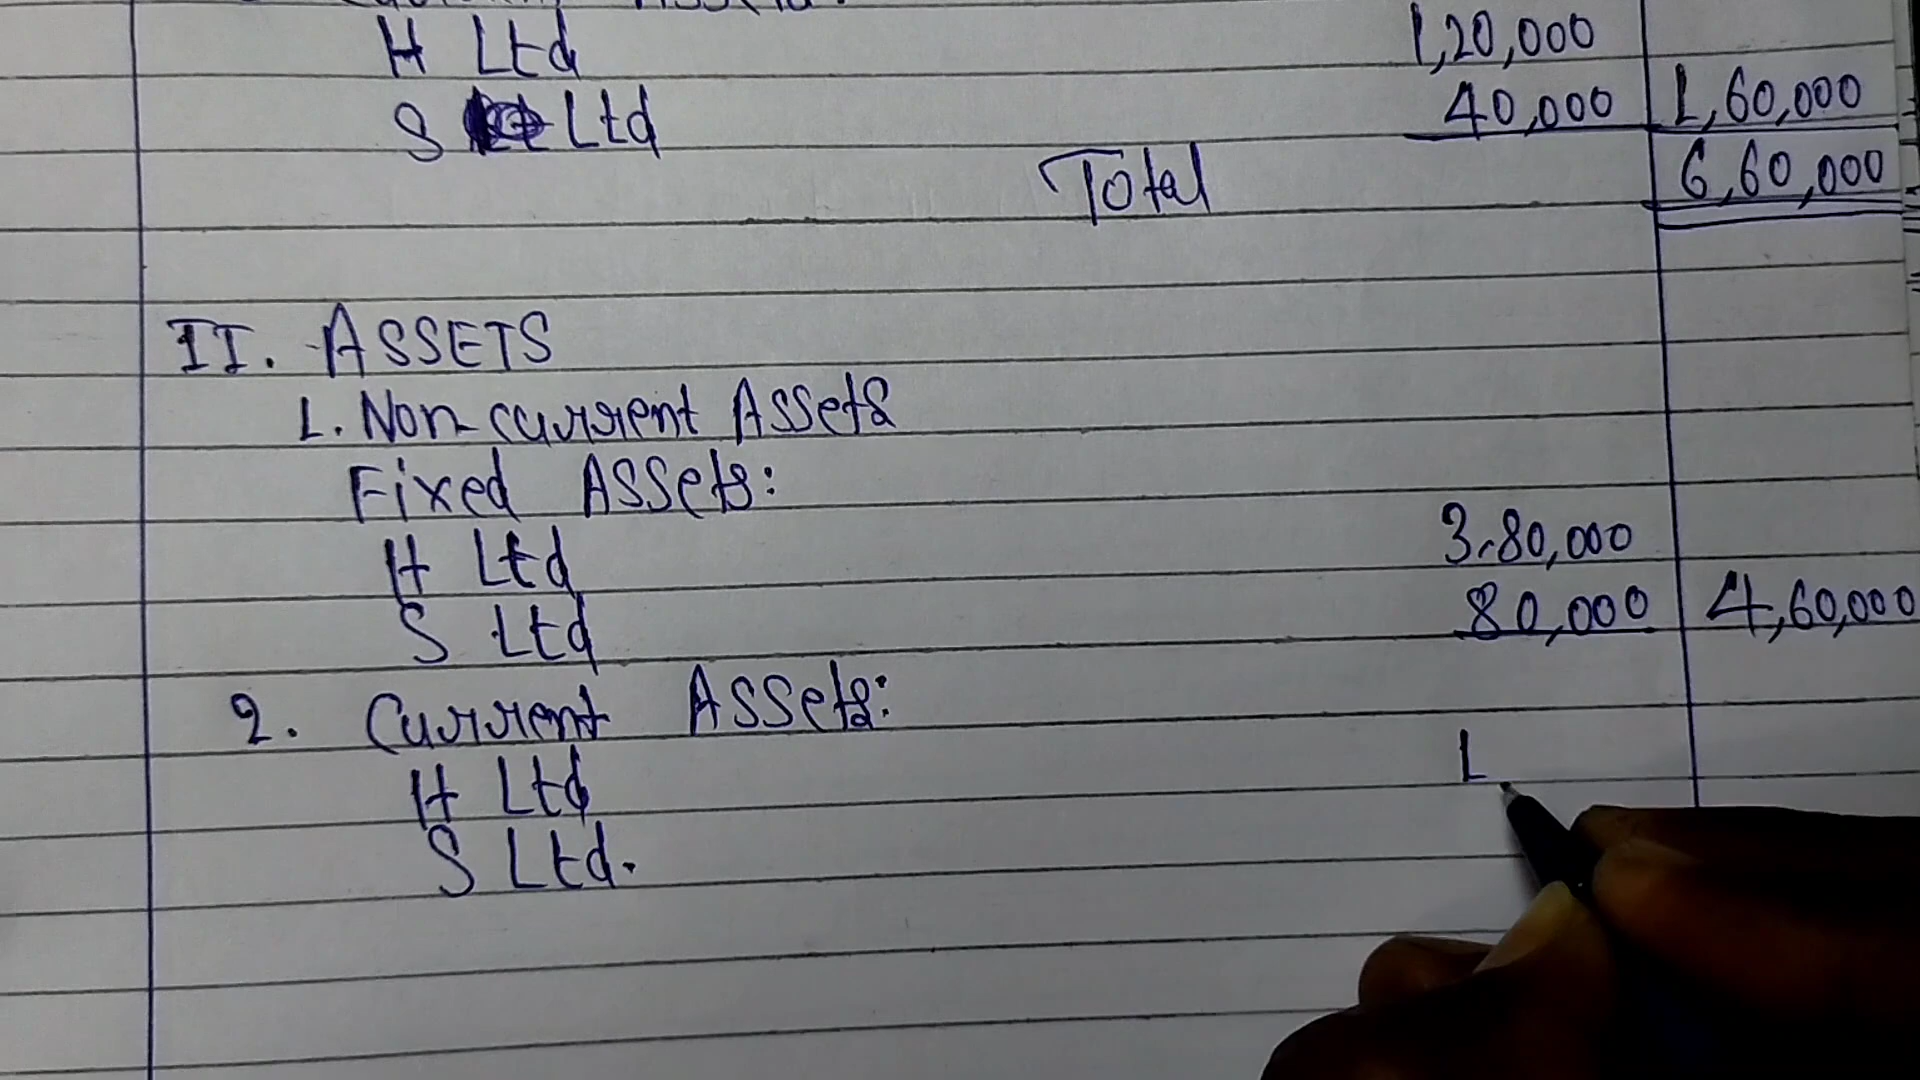 H Ltd 1,20,000
S Ltd 40,000 1,60,000
Total 6,60,000
II. ASSETS
1. Non-current Assets
Fixed Assets:
H Ltd 3,80,000
S Ltd 80,000 4,60,000
2. Current Assets:
H Ltd 1
S Ltd.